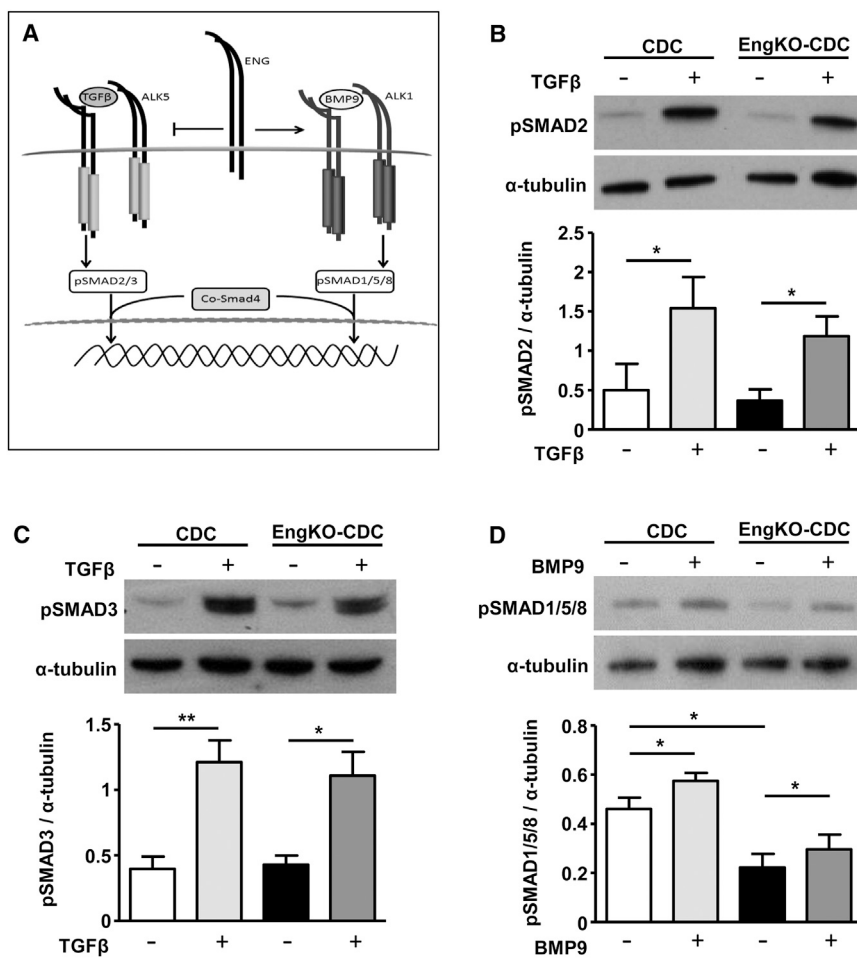 A
ENG
TGFβ
ALK5
BMP9
ALK1
pSMAD2/3
Co-Smad4
pSMAD1/5/8
B
CDC EngKO-CDC
TGFβ - + - +
pSMAD2
α-tubulin
pSMAD2 / α-tubulin
2.5
2
1.5
1
0.5
0
* *
TGFβ - + - +
C
CDC EngKO-CDC
TGFβ - + - +
pSMAD3
α-tubulin
pSMAD3 / α-tubulin
1.5
1
0.5
0
** *
TGFβ - + - +
D
CDC EngKO-CDC
BMP9 - + - +
pSMAD1/5/8
α-tubulin
pSMAD1/5/8 / α-tubulin
0.8
0.6
0.4
0.2
0
*
* *
BMP9 - + - +